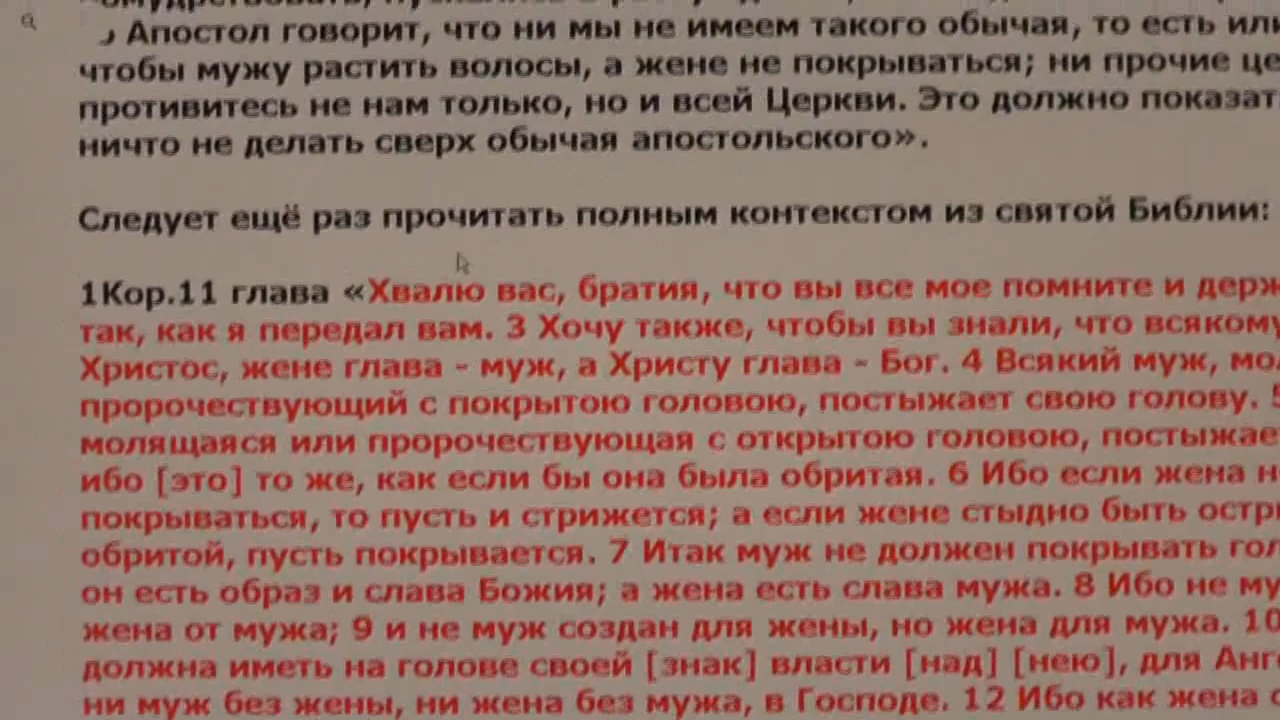 Апостол говорит, что ни мы не имеем такого обычая, то есть или
чтобы мужу растить волосы, а жене не покрываться; ни прочие це
противитесь не нам только, но и всей Церкви. Это должно показат
ничто не делать сверх обычая апостольского».
Следует ещё раз прочитать полным контекстом из святой Библии:
1Кор.11 глава «Хвалю вас, братия, что вы все мое помните и держ
так, как я передал вам. 3 Хочу также, чтобы вы знали, что всякому
Христос, жене глава - муж, а Христу глава - Бог. 4 Всякий муж, мол
пророчествующий с покрытою головою, постыжает свою голову. 5
молящаяся или пророчествующая с открытою головою, постыжае
ибо [это] то же, как если бы она была обритая. 6 Ибо если жена н
покрываться, то пусть и стрижется; а если жене стыдно быть остри
обритой, пусть покрывается. 7 Итак муж не должен покрывать гол
он есть образ и слава Божия; а жена есть слава мужа. 8 Ибо не му
жена от мужа; 9 и не муж создан для жены, но жена для мужа. 10
должна иметь на голове своей [знак] власти [над] [нею], для Анге
ни муж без жены, ни жена без мужа, в Господе. 12 Ибо как жена о